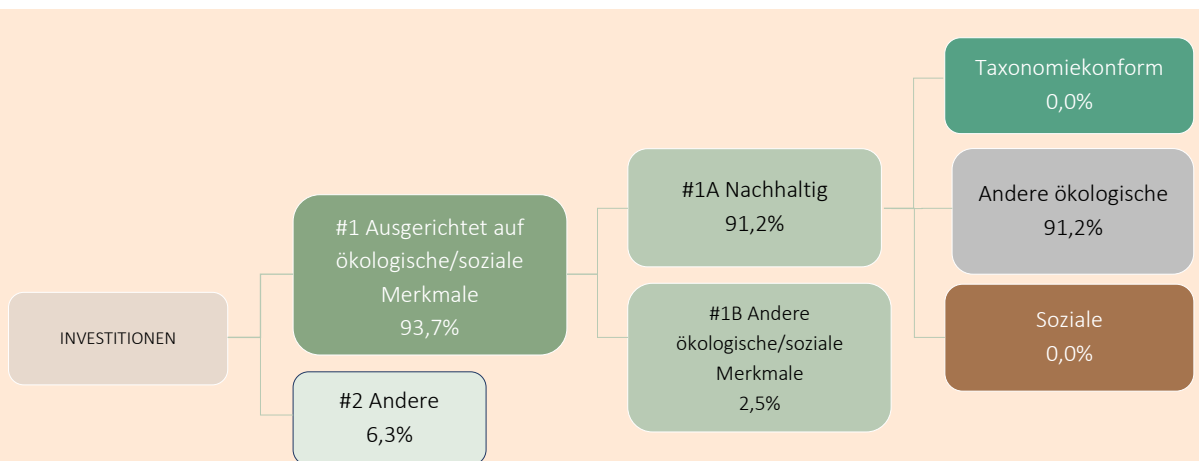 INVESTITIONEN
#1 Ausgerichtet auf
ökologische/soziale
Merkmale
93,7%
#2 Andere
6,3%
#1A Nachhaltig
91,2%
#1B Andere
ökologische/soziale
Merkmale
2,5%
Taxonomiekonform
0,0%
Andere ökologische
91,2%
Soziale
0,0%